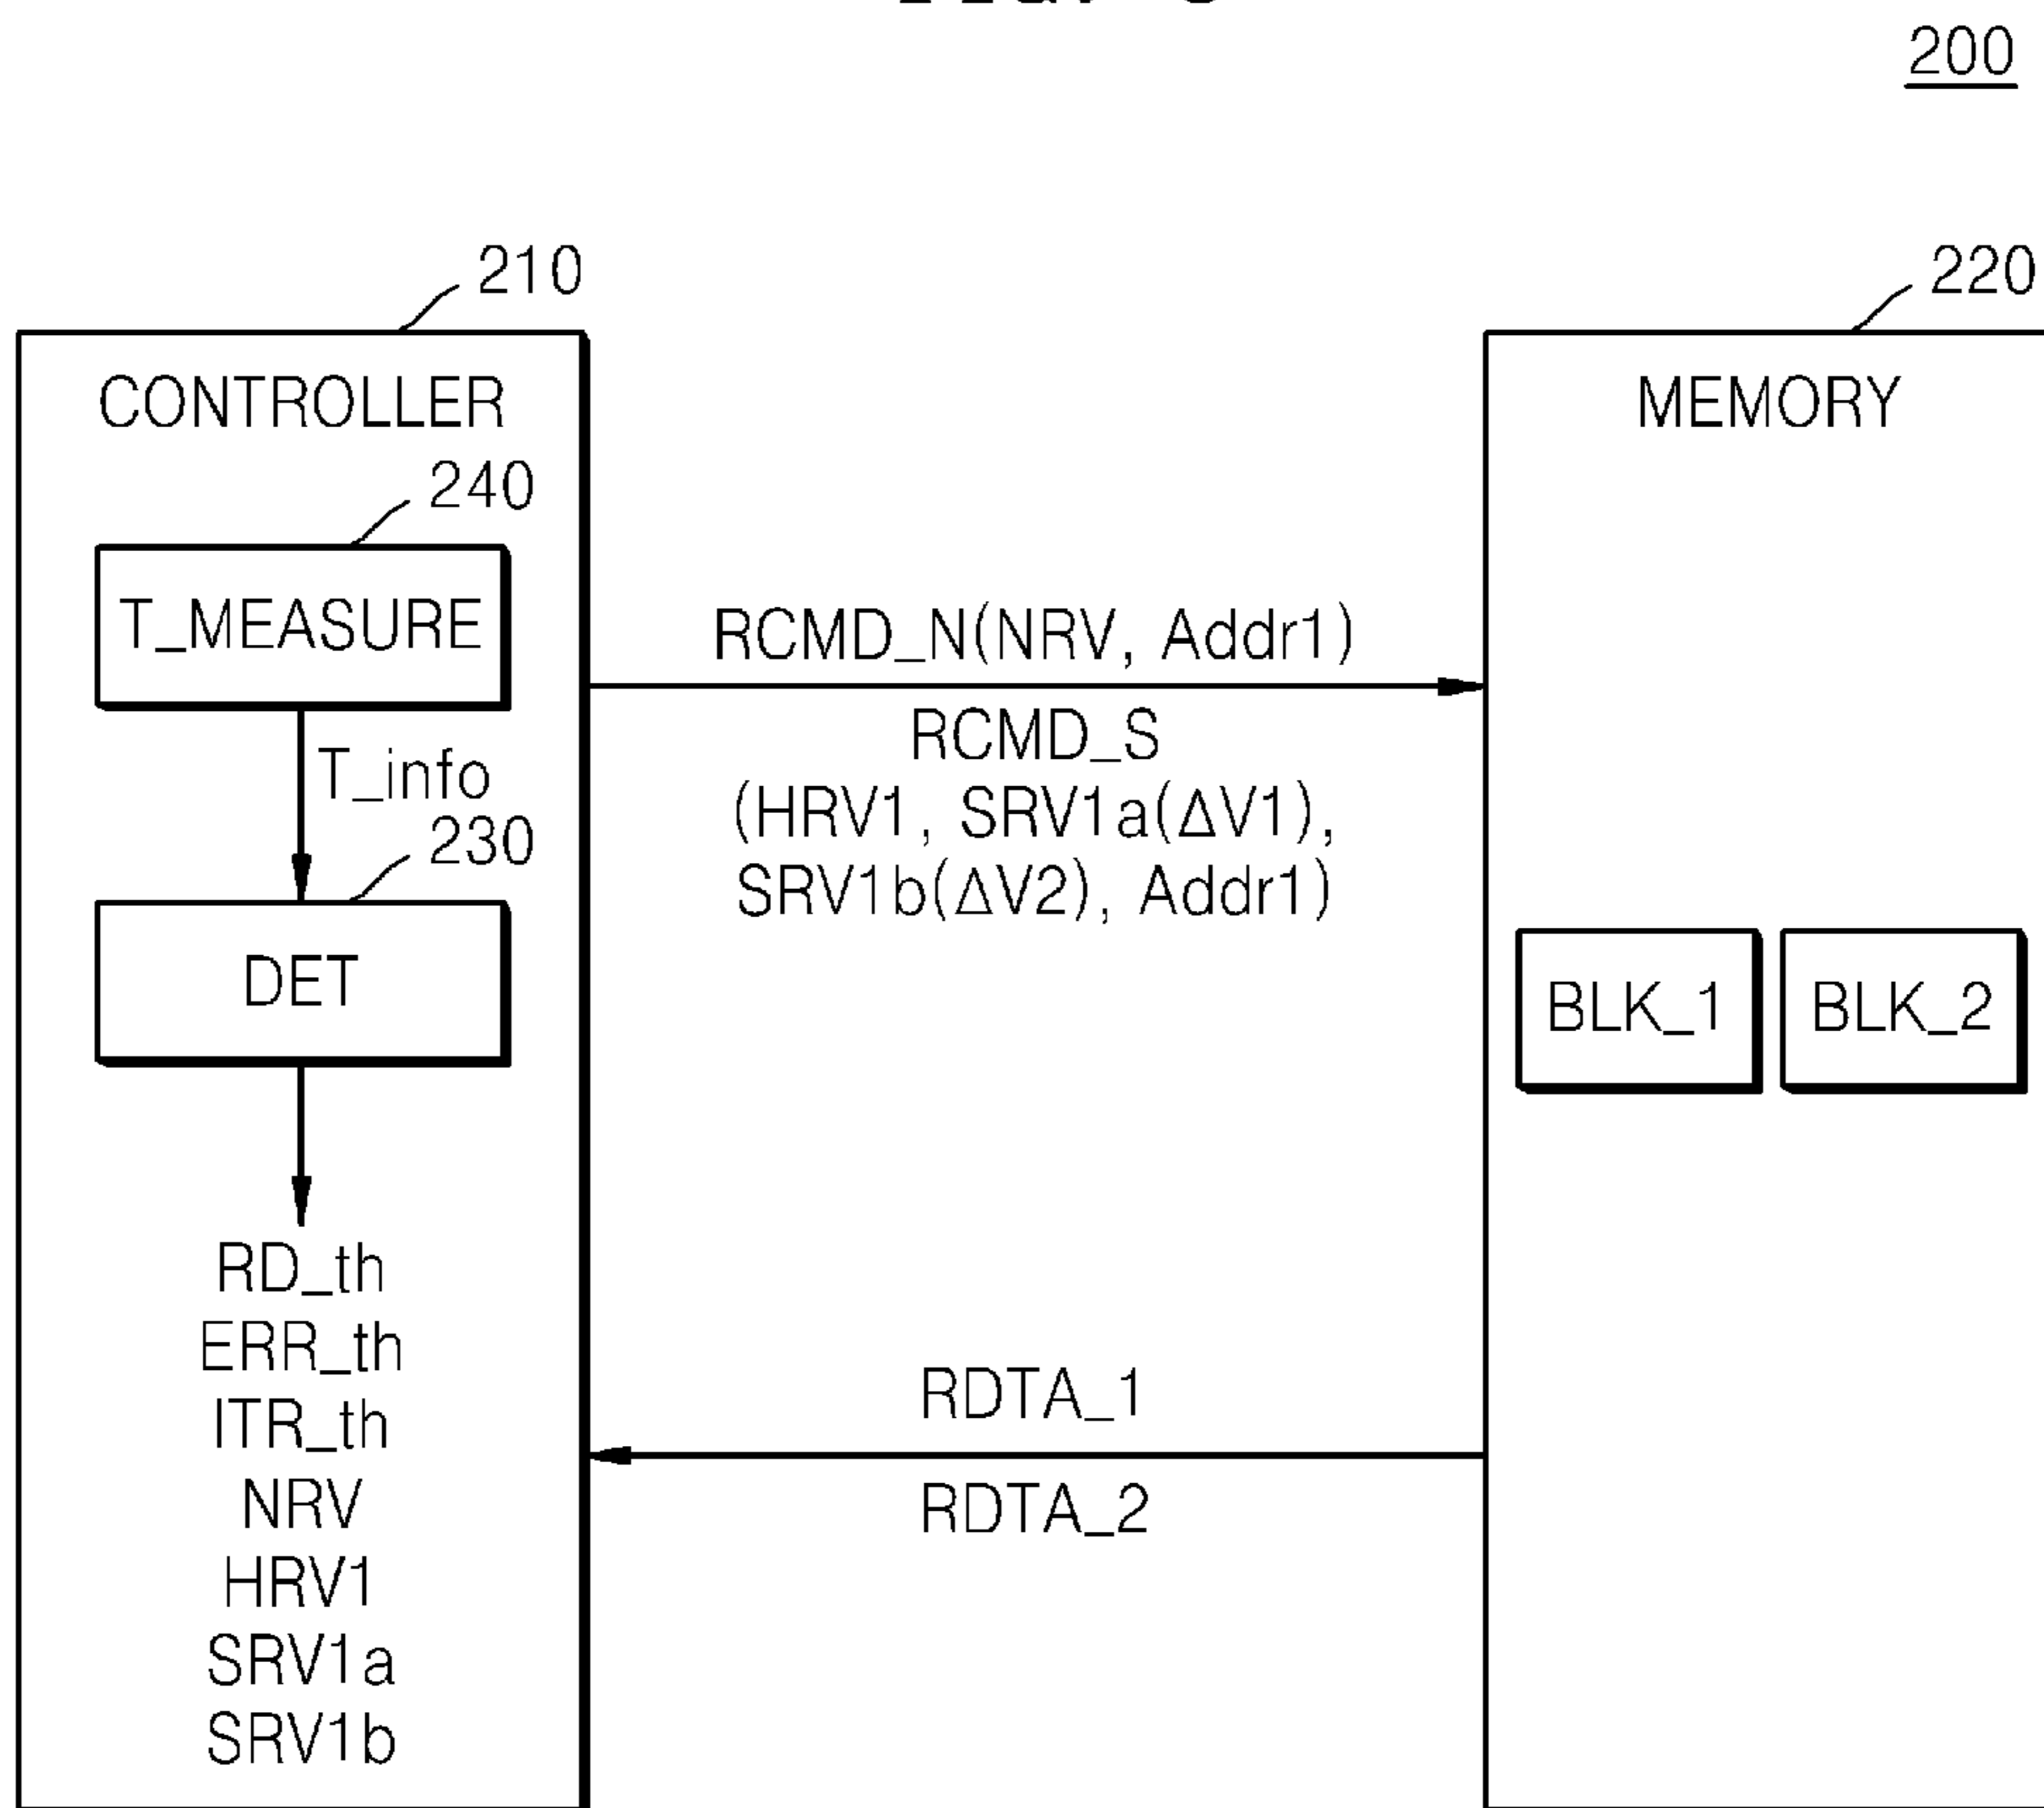 200
210
220
CONTROLLER
MEMORY
240
T_MEASURE
RCMD_N(NRV, Addr1)
RCMD_S
(HRV1, SRV1a(ΔV1),
SRV1b(ΔV2), Addr1)
T_info
230
DET
BLK_1
BLK_2
RD_th
ERR_th
ITR_th
NRV
HRV1
SRV1a
SRV1b
RDTA_1
RDTA_2